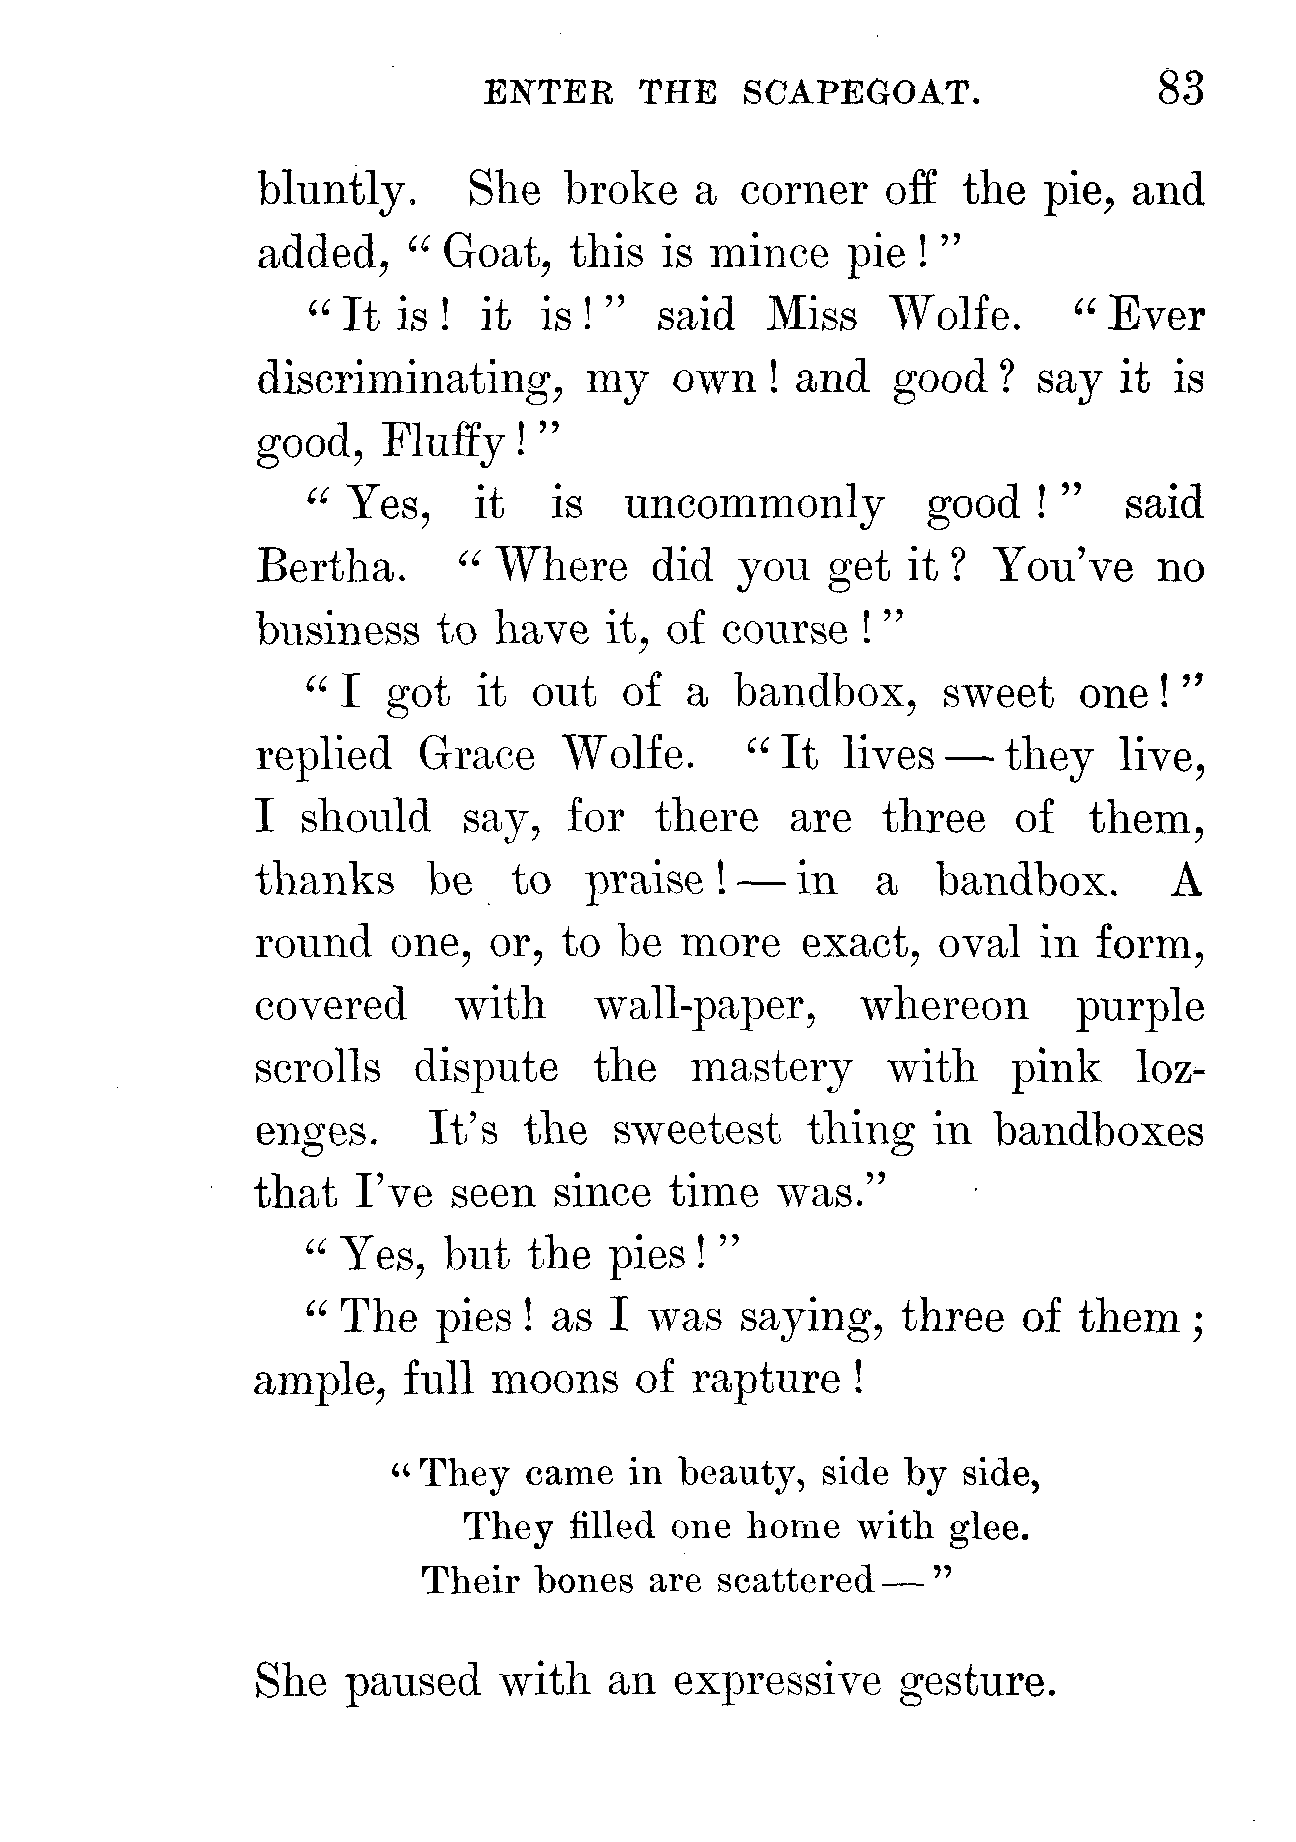 ENTER THE SCAPEGOAT. 83
bluntly. She broke a corner off the pie, and
added, “ Goat, this is mince pie ! ”
“ It is ! it is ! ” said Miss Wolfe. “ Ever
discriminating, my own ! and good ? say it is
good, Fluffy ! ”
“ Yes, it is uncommonly good ! ” said
Bertha. “ Where did you get it ? You’ve no
business to have it, of course ! ”
“ I got it out of a bandbox, sweet one ! ”
replied Grace Wolfe. “ It lives — they live,
I should say, for there are three of them,
thanks be to praise ! — in a bandbox. A
round one, or, to be more exact, oval in form,
covered with wall-paper, whereon purple
scrolls dispute the mastery with pink loz-
enges. It’s the sweetest thing in bandboxes
that I’ve seen since time was.”
“ Yes, but the pies ! ”
“ The pies ! as I was saying, three of them ;
ample, full moons of rapture !
“ They came in beauty, side by side,
They filled one home with glee.
Their bones are scattered — ”
She paused with an expressive gesture.